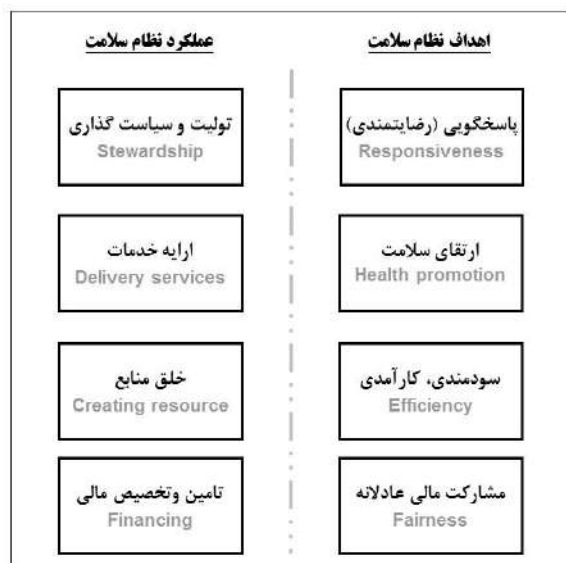 اهداف نظام سلامت
پاسخگویی (رضایتمندی)
Responsiveness
ارتقای سلامت
Health promotion
سودمندی، کارآمدی
Efficiency
مشارکت مالی عادلانه
Fairness
عملکرد نظام سلامت
تولیت و سیاست گذاری
Stewardship
ارایه خدمات
Delivery services
خلق منابع
Creating resource
تامین وتخصیص مالی
Financing